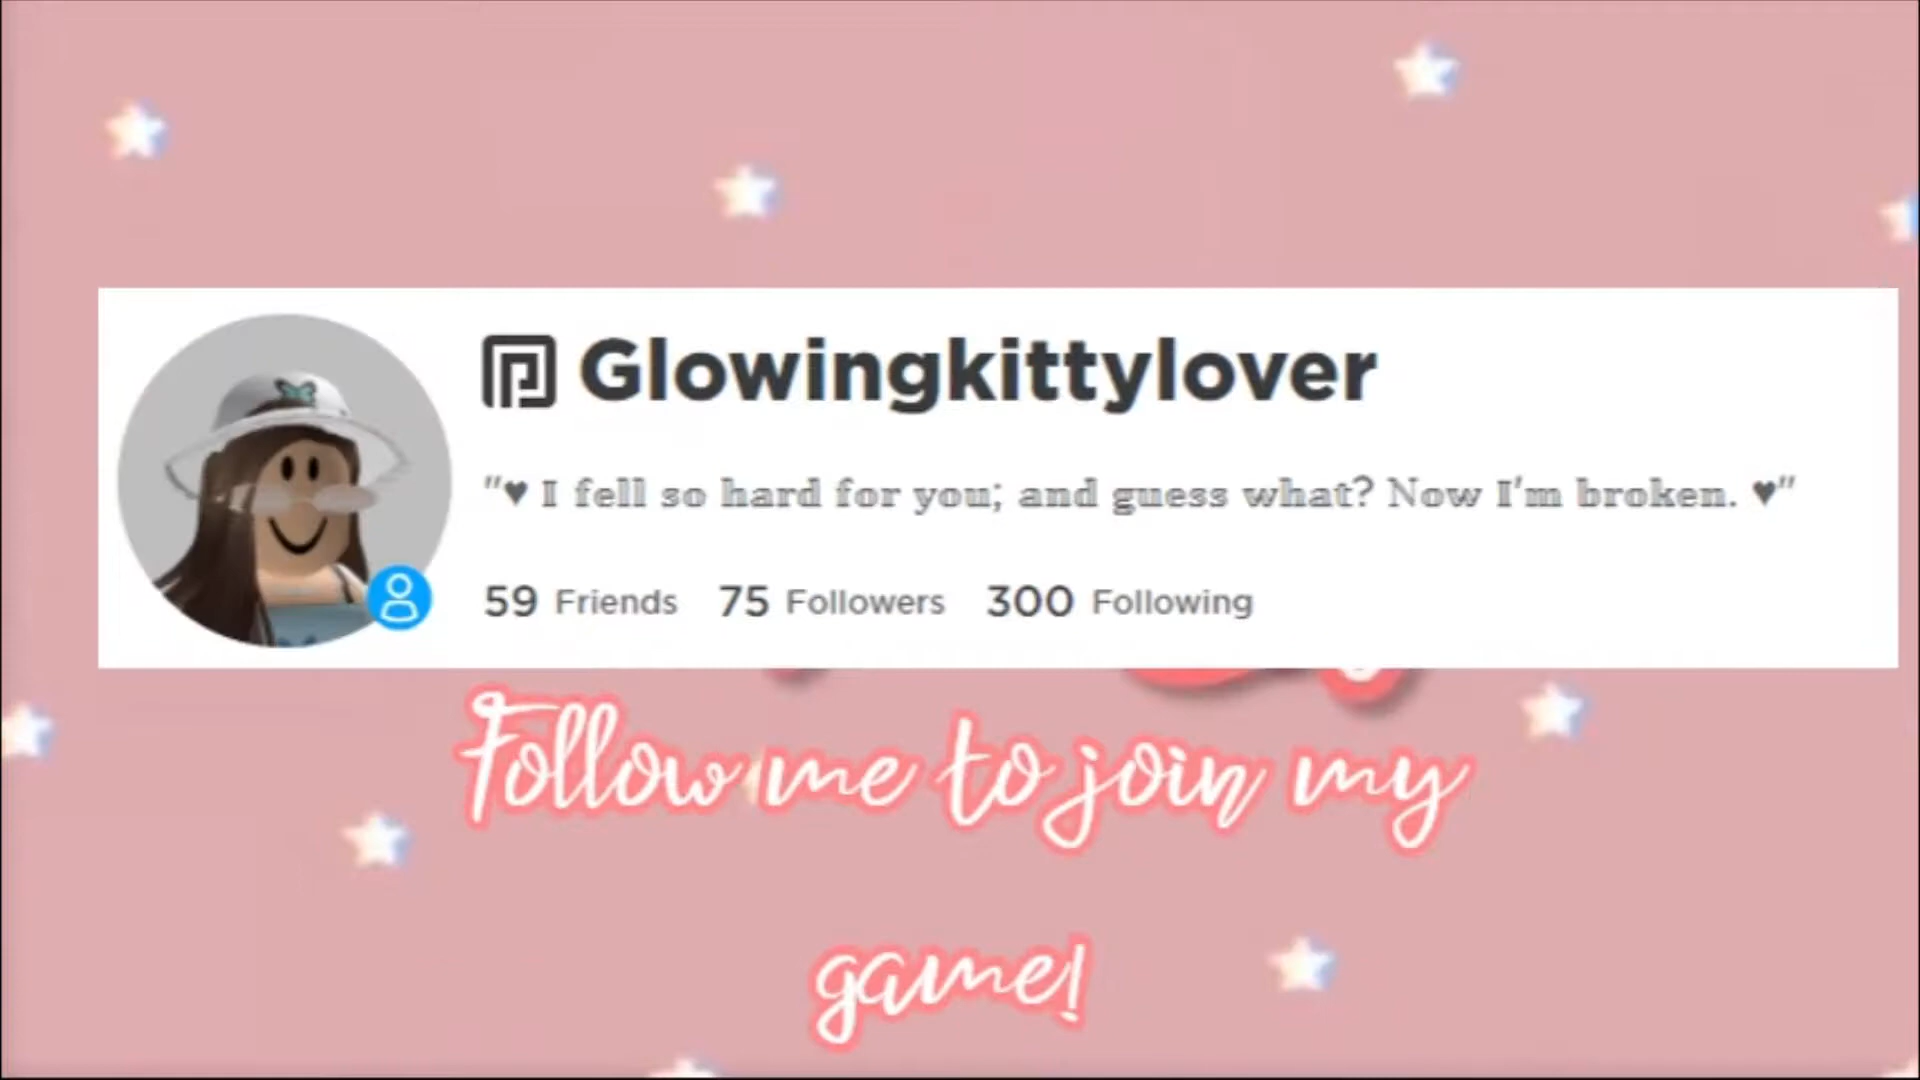 Glowingkittylover
"♥ I fell so hard for you; and guess what? Now I'm broken. ♥"
59 Friends 75 Followers 300 Following
Follow me to join my
game!